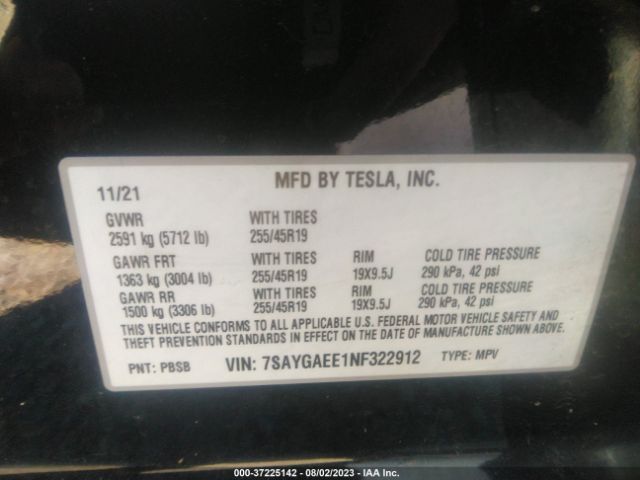 MFD BY TESLA, INC.
11/21
GVWR WITH TIRES
2591 kg (5712 lb) 255/45R19
GAWR FRT WITH TIRES RIM COLD TIRE PRESSURE
1363 kg (3004 lb) 255/45R19 19X9.5J 290 kPa, 42 psi
GAWR RR WITH TIRES RIM COLD TIRE PRESSURE
1500 kg (3306 lb) 255/45R19 19X9.5J 290 kPa, 42 psi
THIS VEHICLE CONFORMS TO ALL APPLICABLE U.S. FEDERAL MOTOR VEHICLE SAFETY AND
THEFT PREVENTION STANDARDS IN EFFECT ON THE DATE OF MANUFACTURE SHOWN ABOVE.
PNT: PBSB VIN: 7SAYGAEE1NF322912 TYPE: MPV
000-37225142 - 08/02/2023 - IAA Inc.